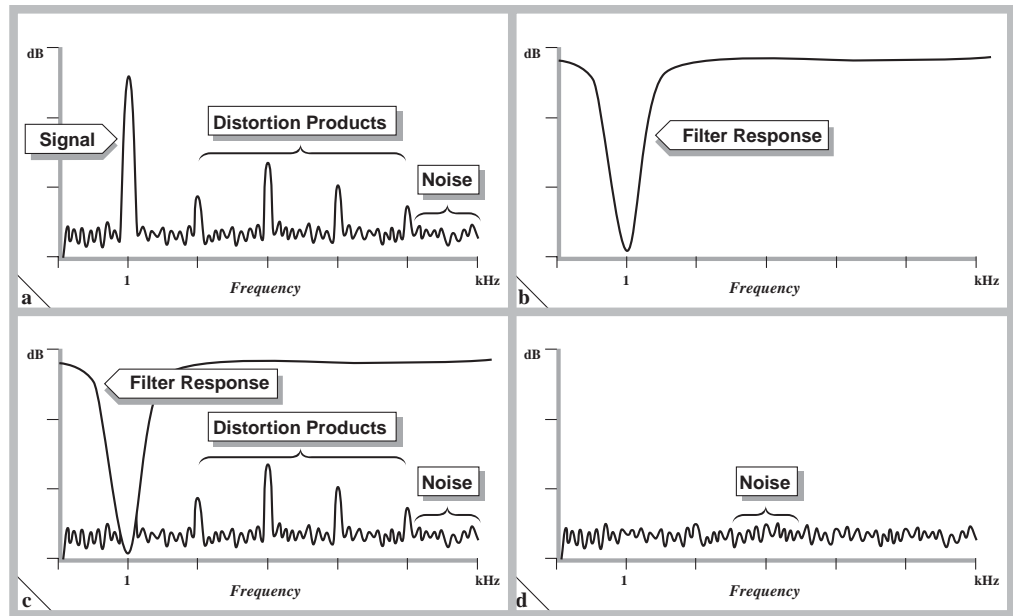 dB
Signal
Distortion Products
Noise
1
Frequency
kHz
a
dB
Filter Response
1
Frequency
kHz
b
dB
Filter Response
Distortion Products
Noise
1
Frequency
kHz
c
dB
Noise
1
Frequency
kHz
d